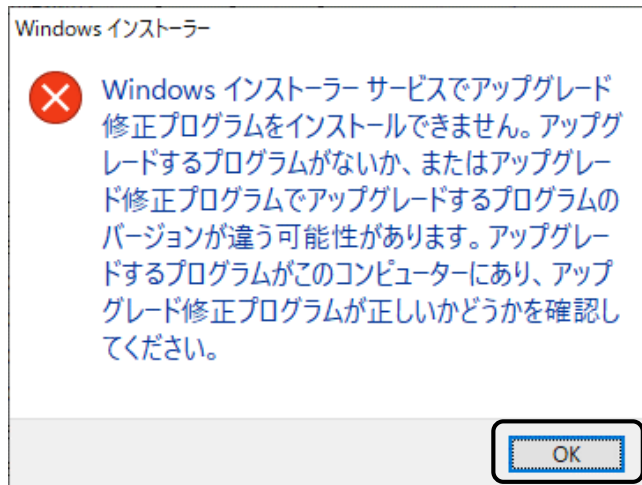 Windows インストーラー
Windows インストーラー サービスでアップグレード
修正プログラムをインストールできません。アップグ
レードするプログラムがないか、またはアップグレー
ド修正プログラムでアップグレードするプログラムの
バージョンが違う可能性があります。アップグレー
ドするプログラムがこのコンピューターにあり、アップ
グレード修正プログラムが正しいかどうかを確認し
てください。
OK